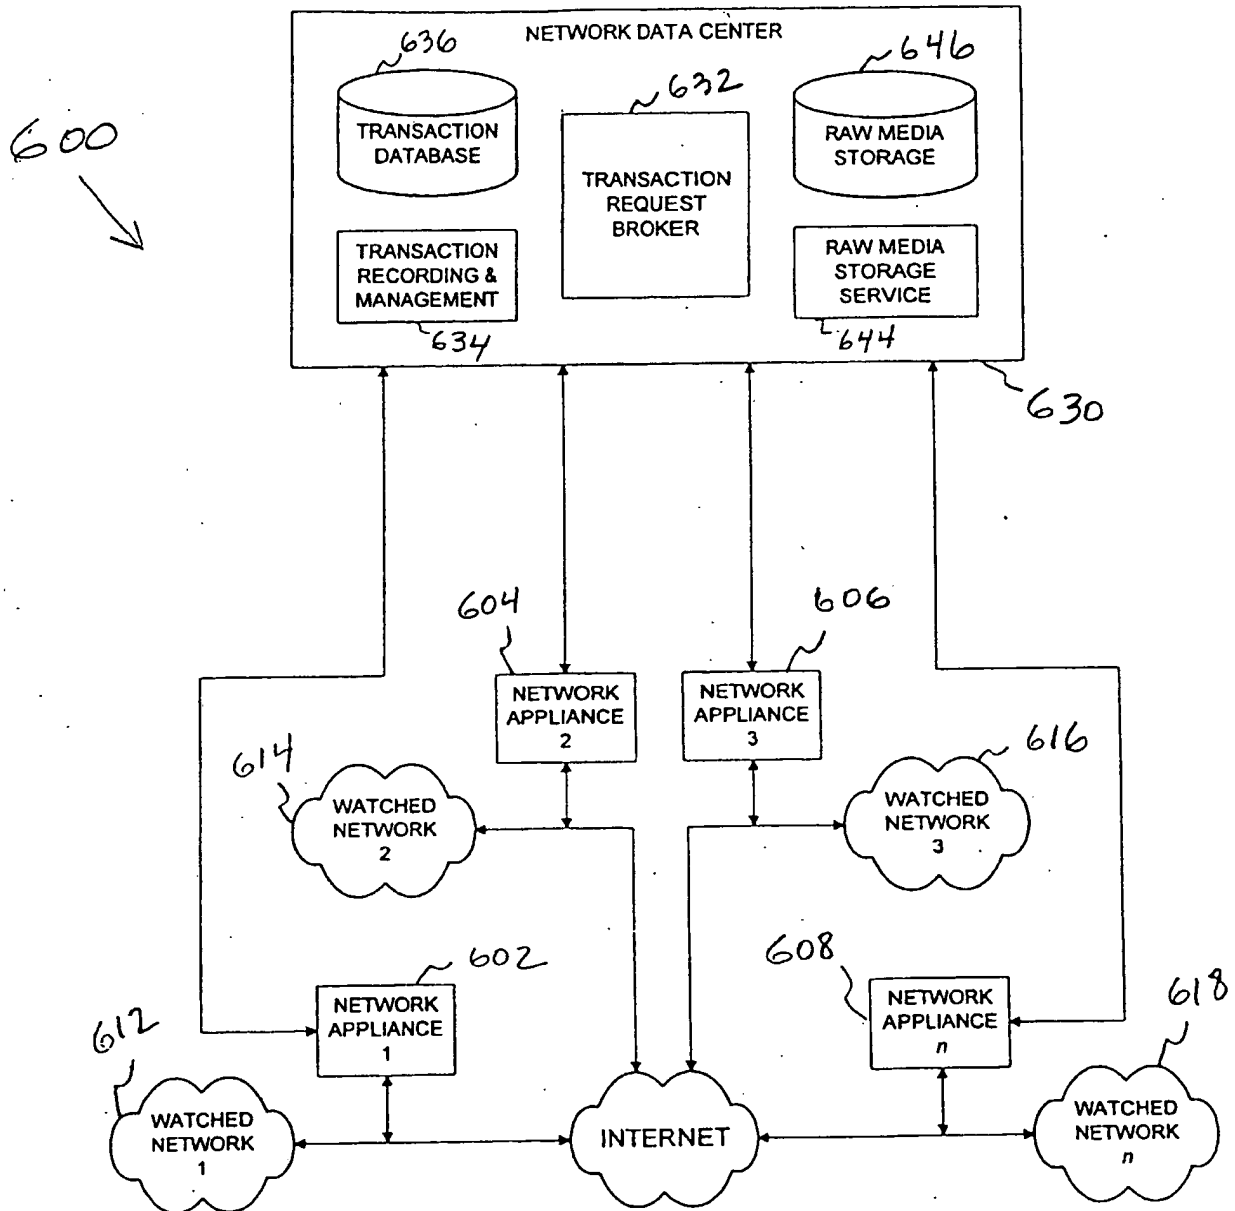 NETWORK DATA CENTER
636
646
632
600
TRANSACTION
DATABASE
TRANSACTION
REQUEST
BROKER
RAW MEDIA
STORAGE
TRANSACTION
RECORDING &
MANAGEMENT
RAW MEDIA
STORAGE
SERVICE
634
644
630
604
606
NETWORK
APPLIANCE
2
NETWORK
APPLIANCE
3
614
616
WATCHED
NETWORK
2
WATCHED
NETWORK
3
602
608
618
612
NETWORK
APPLIANCE
1
NETWORK
APPLIANCE
n
WATCHED
NETWORK
1
INTERNET
WATCHED
NETWORK
n